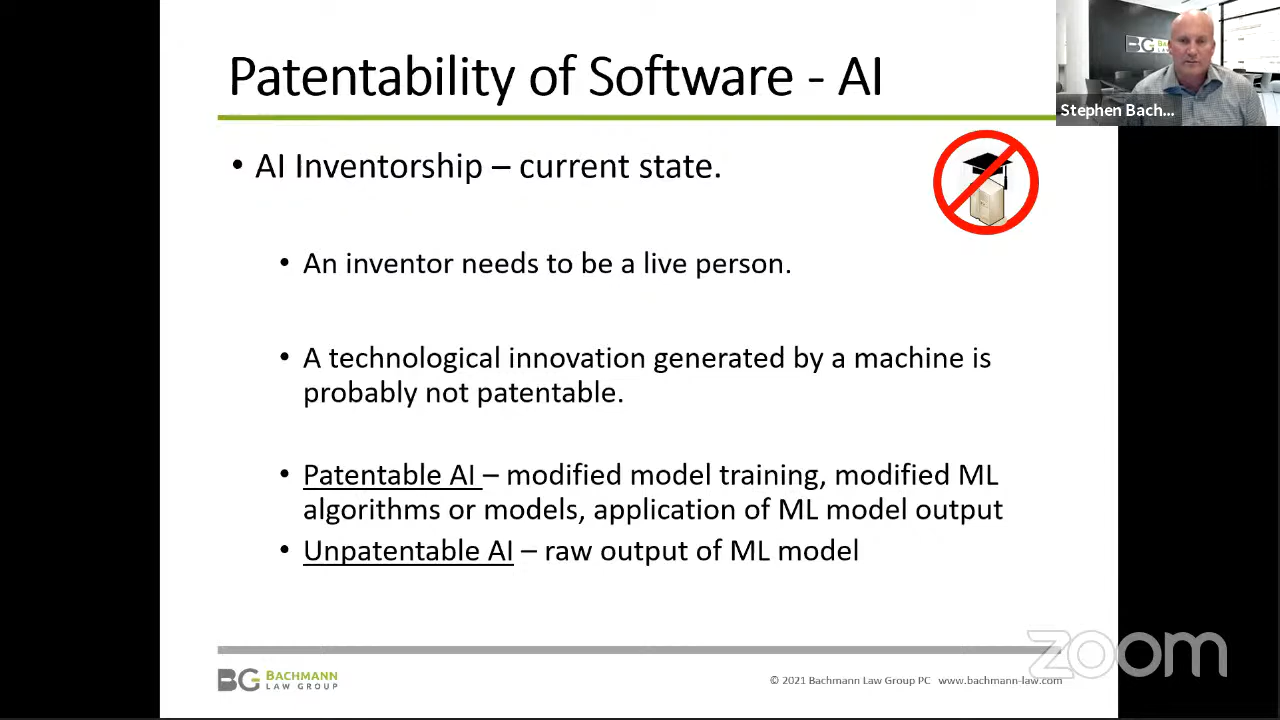 Patentability of Software - AI
BG
Stephen Bach...
• AI Inventorship – current state.
• An inventor needs to be a live person.
• A technological innovation generated by a machine is
probably not patentable.
• Patentable AI – modified model training, modified ML
algorithms or models, application of ML model output
• Unpatentable AI – raw output of ML model
zoom
BG BACHMANN
LAW GROUP
© 2021 Bachmann Law Group PC www.bachmann-law.com